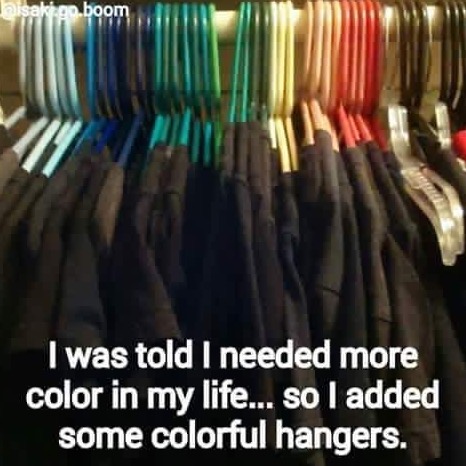 @isaki.go.boom
I was told I needed more
color in my life... so I added
some colorful hangers.